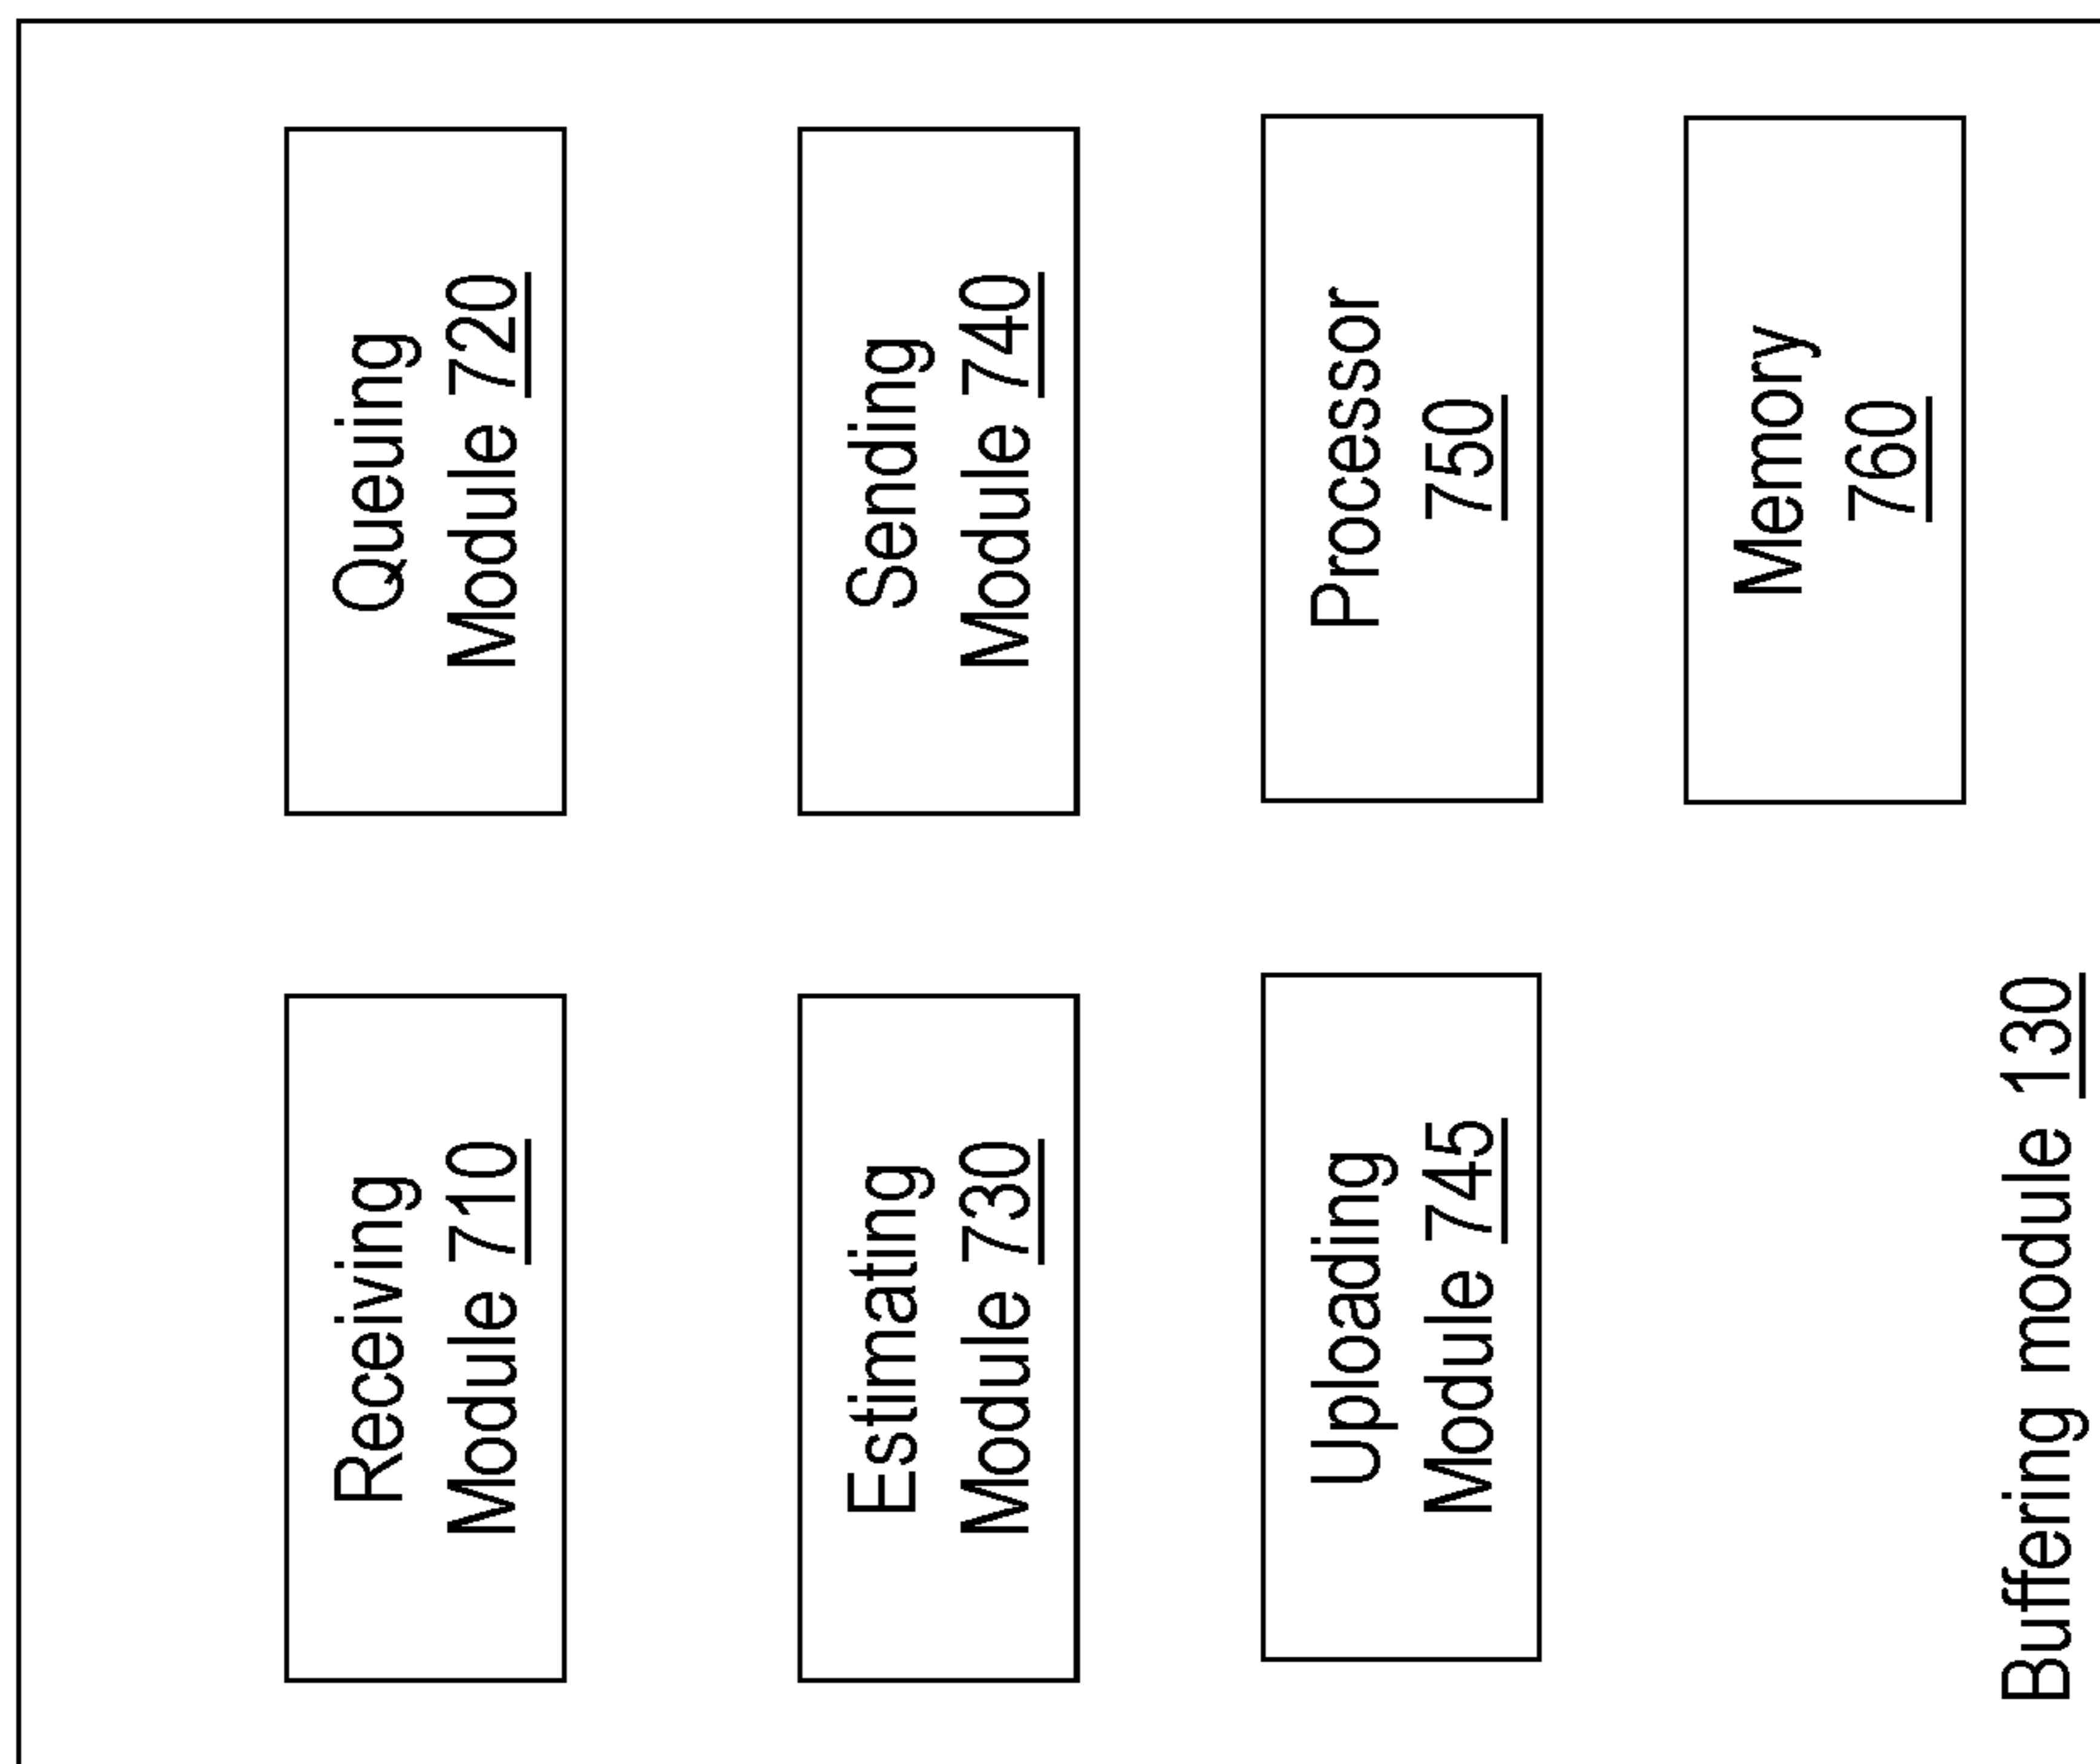 Receiving
Module 710
Queuing
Module 720
Estimating
Module 730
Sending
Module 740
Uploading
Module 745
Processor
750
Memory
760
Buffering module 130